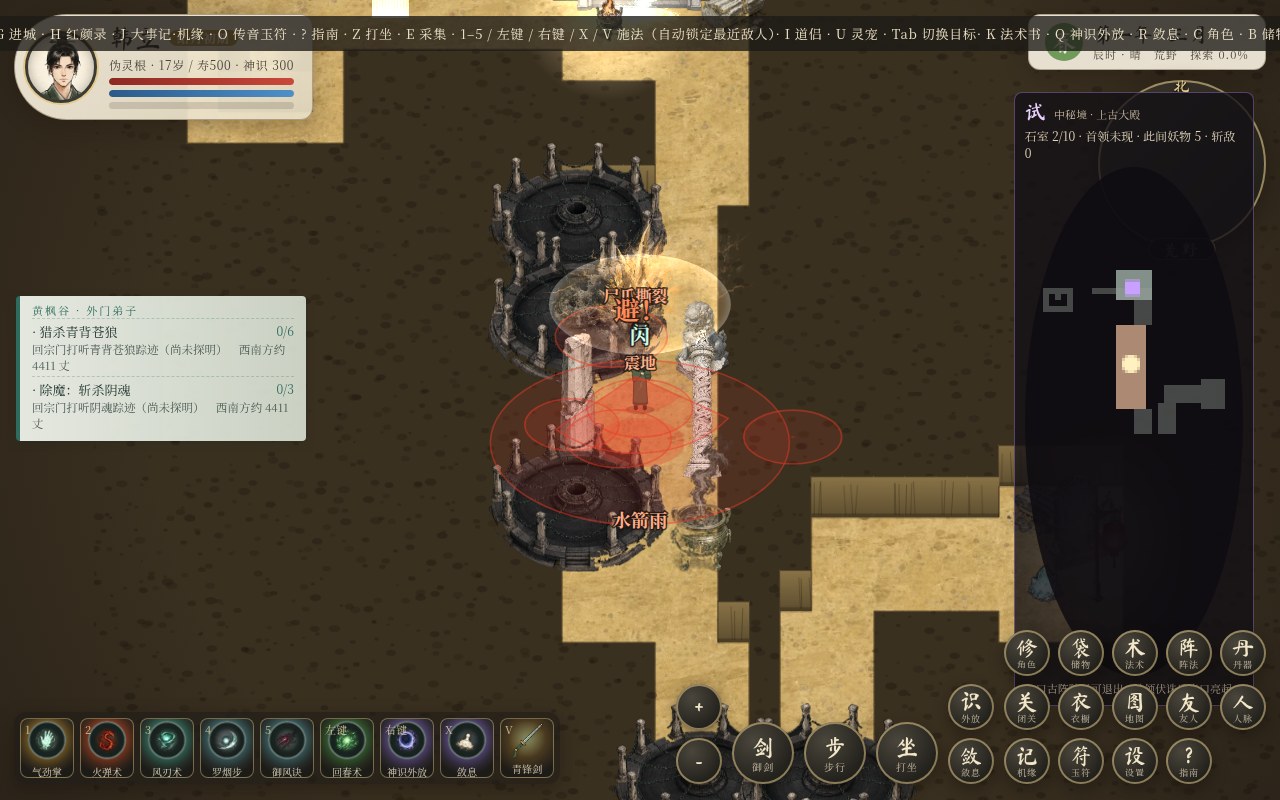 进城 · H 红颜录 · J 大事记·机缘 · O 传音玉符 · ? 指南 · Z 打坐 · E 采集 · 1–5 / 左键 / 右键 / X / V 施法（自动锁定最近敌人）· I 道侣 · U 灵宠 · Tab 切换目标 · K 法术书 · Q 神识外放 · R 敛息 · C 角色 · B 储物
伪灵根 · 17岁 / 寿500 · 神识 300
辰时 · 晴 荒野 探索 0.0%
北
试 中秘境 · 上古大殿
石室 2/10 · 首领未现 · 此间妖物 5 · 斩敌
0
黄枫谷 · 外门弟子
· 猎杀青背苍狼 0/6
回宗门打听青背苍狼踪迹（尚未探明） 西南方约
4411 丈
· 除魔：斩杀阴魂 0/3
回宗门打听阴魂踪迹（尚未探明） 西南方约 4411
丈
尸爪撕裂
避！
闪
震地
水箭雨
修 角色
袋 储物
术 法术
阵 阵法
丹 丹器
识 外放
关 闭关
衣 衣橱
图 地图
友 友人
人 人脉
敛 敛息
记 机缘
符 玉符
设 设置
? 指南
+
-
剑 御剑
步 步行
坐 打坐
1 气劲掌
2 火弹术
3 风刃术
4 罗烟步
5 御风诀
左键 回春术
右键 神识外放
X 敛息
V 青锋剑